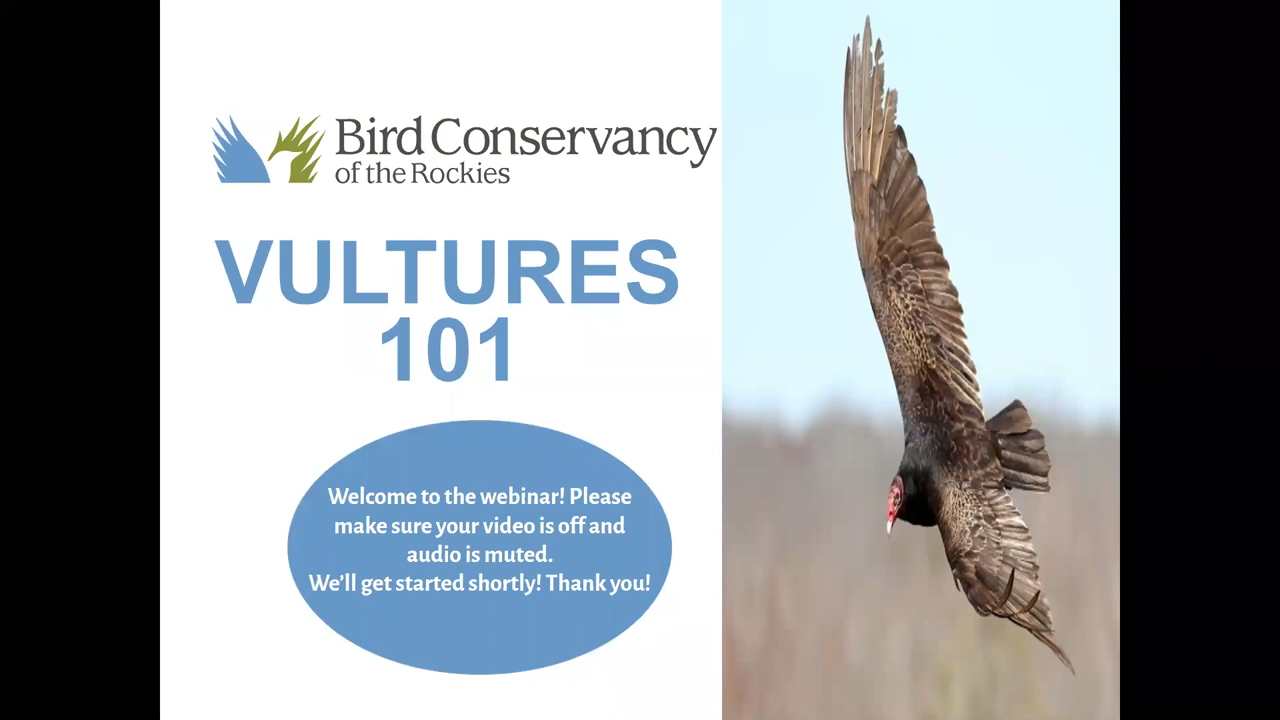 Bird Conservancy
of the Rockies
VULTURES
101
Welcome to the webinar! Please
make sure your video is off and
audio is muted.
We’ll get started shortly! Thank you!